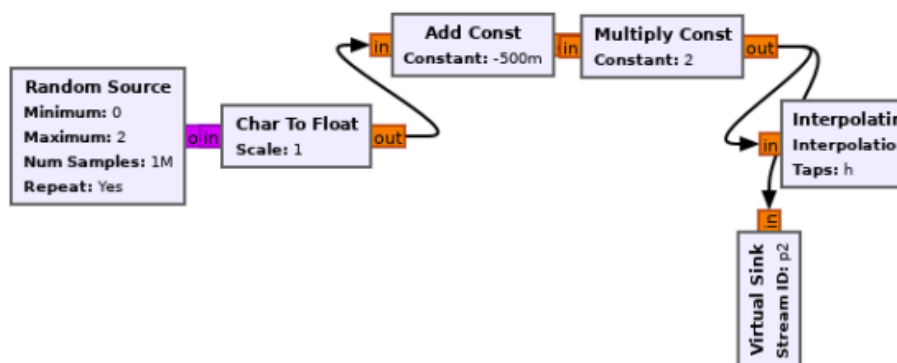 Random Source
Minimum: 0
Maximum: 2
Num Samples: 1M
Repeat: Yes
in
Char To Float
Scale: 1
out
in
Add Const
Constant: -500m
in
Multiply Const
Constant: 2
out
in
Interpolatin
Interpolatio
Taps: h
in
Virtual Sink
Stream ID: p2